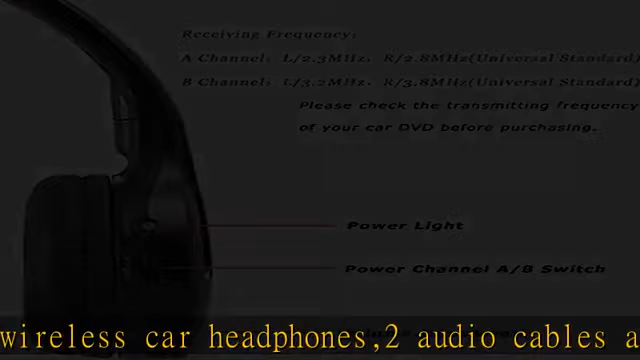 Receiving Frequency:
A Channel: L/2.3MHz, R/2.8MHz(Universal Standard)
B Channel: L/3.2MHz, R/3.8MHz(Universal Standard)
Please check the transmitting frequency
of your car DVD before purchasing.
Power Light
Power Channel A/B Switch
wireless car headphones,2 audio cables a